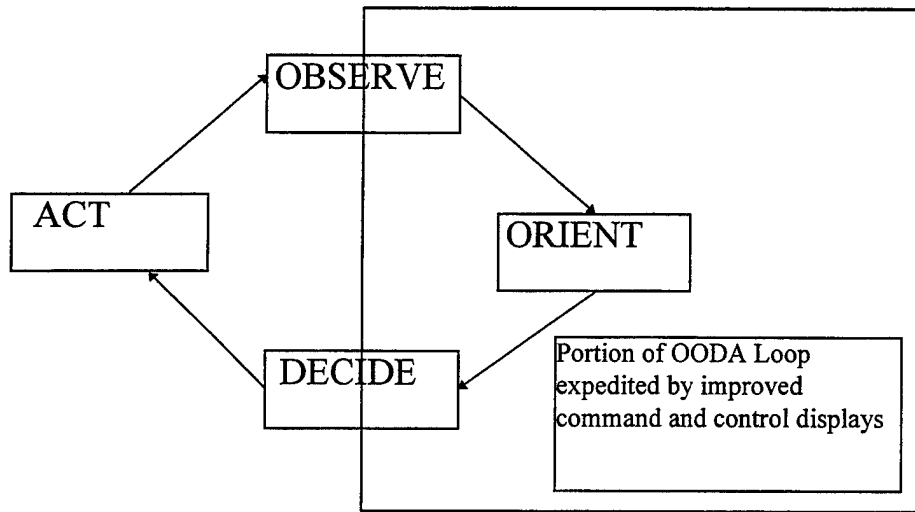 OBSERVE
ACT
ORIENT
DECIDE
Portion of OODA Loop
expedited by improved
command and control displays